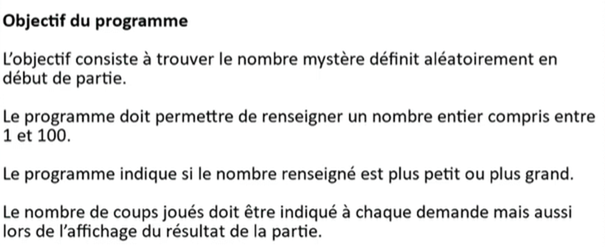 Objectif du programme
L'objectif consiste à trouver le nombre mystère définit aléatoirement en
début de partie.
Le programme doit permettre de renseigner un nombre entier compris entre
1 et 100.
Le programme indique si le nombre renseigné est plus petit ou plus grand.
Le nombre de coups joués doit être indiqué à chaque demande mais aussi
lors de l'affichage du résultat de la partie.